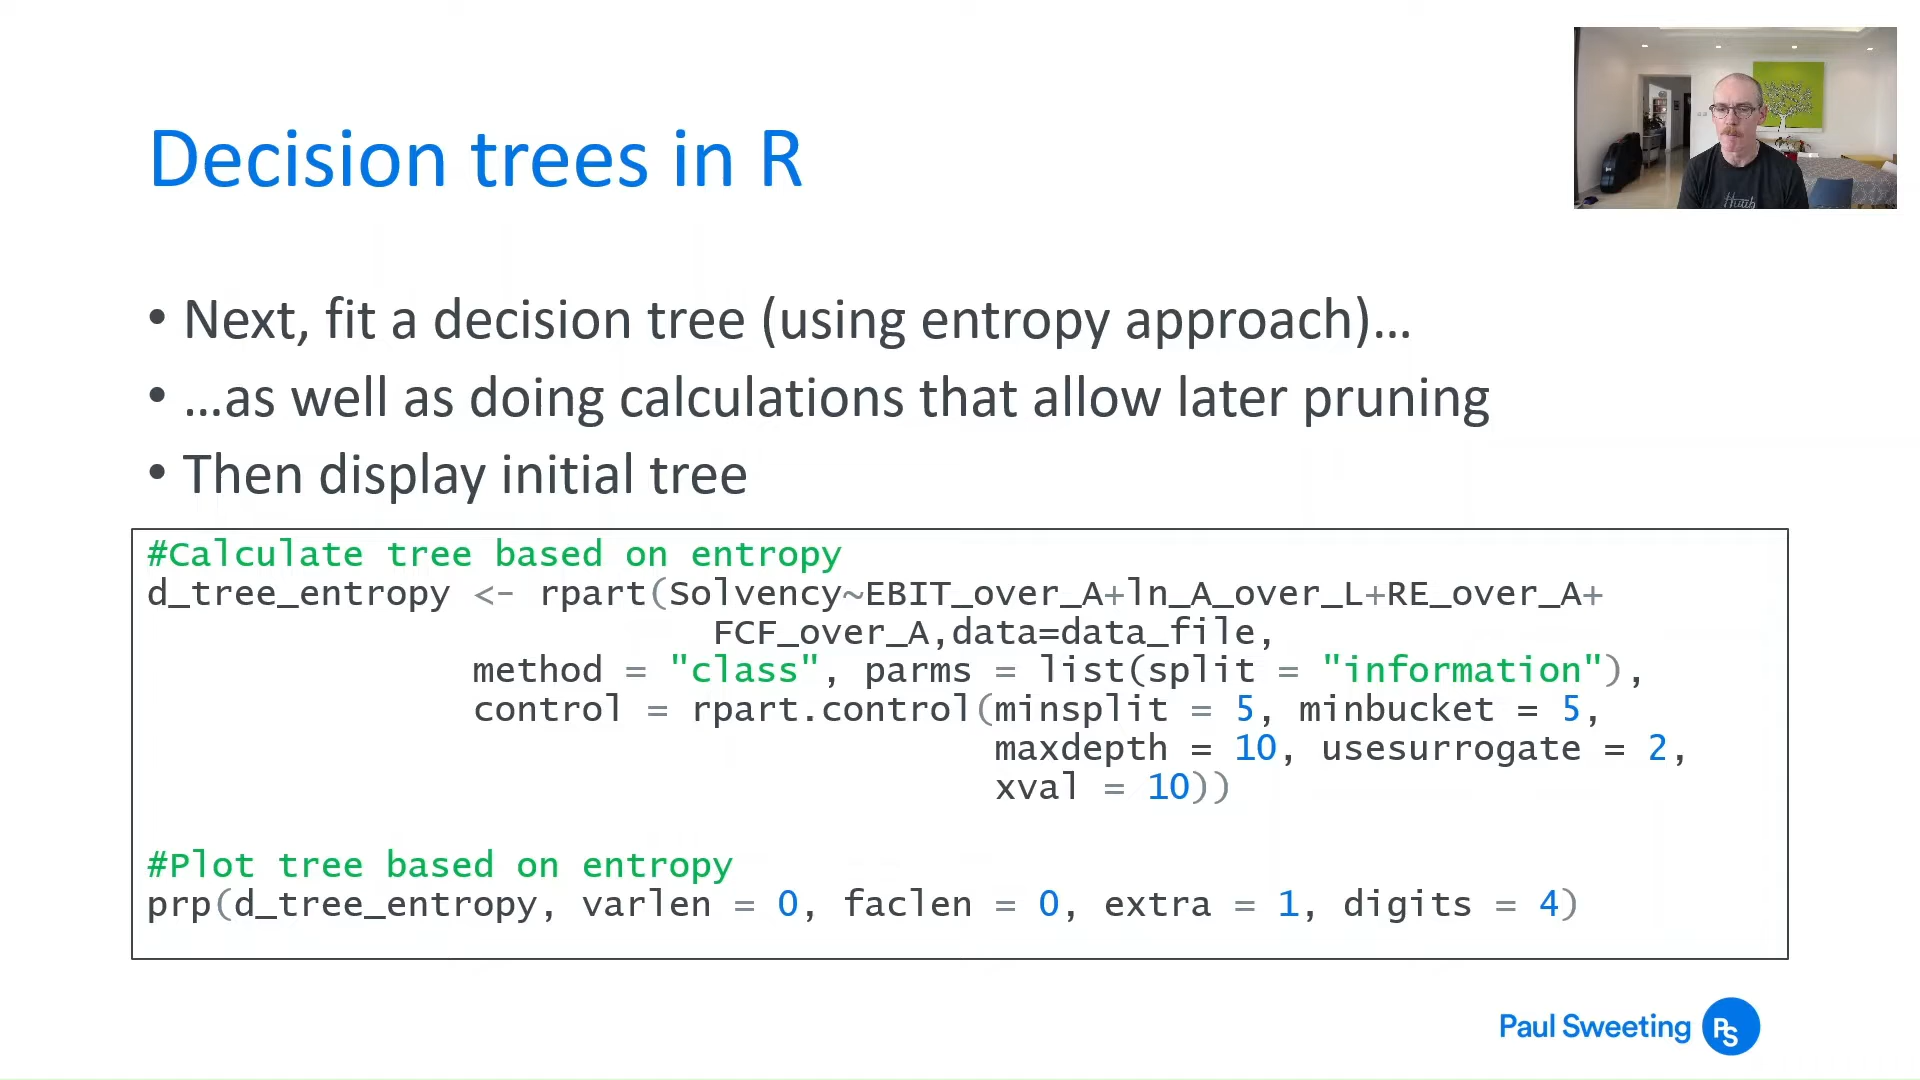 Decision trees in R
• Next, fit a decision tree (using entropy approach)…
• …as well as doing calculations that allow later pruning
• Then display initial tree
#Calculate tree based on entropy
d_tree_entropy <- rpart(Solvency~EBIT_over_A+ln_A_over_L+RE_over_A+
FCF_over_A,data=data_file,
method = "class", parms = list(split = "information"),
control = rpart.control(minsplit = 5, minbucket = 5,
maxdepth = 10, usesurrogate = 2,
xval = 10))
#Plot tree based on entropy
prp(d_tree_entropy, varlen = 0, faclen = 0, extra = 1, digits = 4)
Paul Sweeting PS